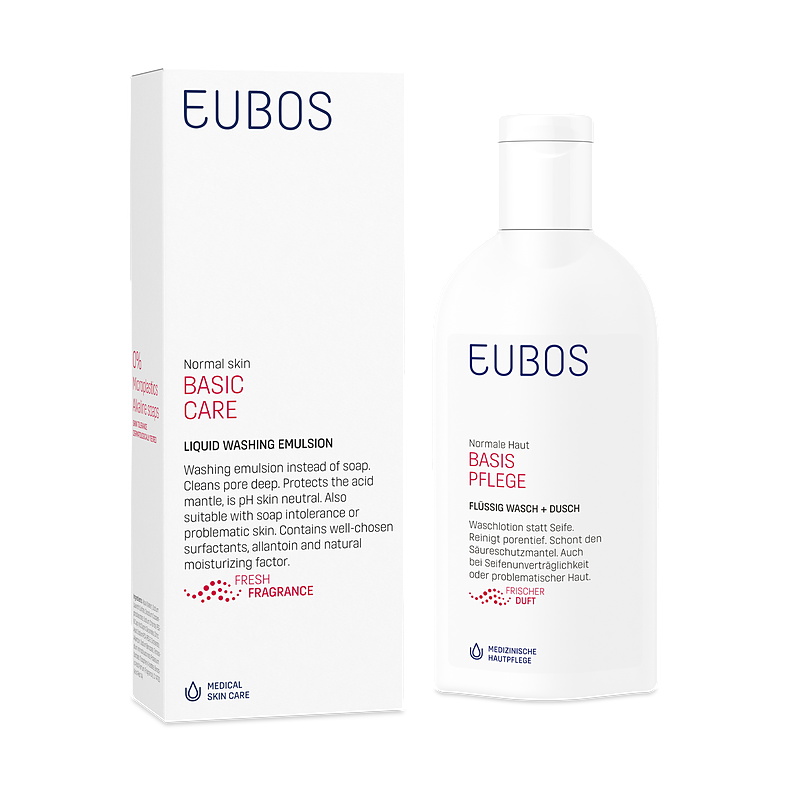 EUBOS
Normal skin
BASIC
CARE
LIQUID WASHING EMULSION
Washing emulsion instead of soap.
Cleans pore deep. Protects the acid
mantle, is pH skin neutral. Also
suitable with soap intolerance or
problematic skin. Contains well-chosen
surfactants, allantoin and natural
moisturizing factor.
FRESH
FRAGRANCE
MEDICAL
SKIN CARE
0%
Microplastics
Alkaline soaps
SKIN TOLERANCE
DERMATOLOGICALLY TESTED
EUBOS
Normale Haut
BASIS
PFLEGE
FLÜSSIG WASCH + DUSCH
Waschlotion statt Seife.
Reinigt porentief. Schont den
Säureschutzmantel. Auch
bei Seifenunverträglichkeit
oder problematischer Haut.
FRISCHER
DUFT
MEDIZINISCHE
HAUTPFLEGE